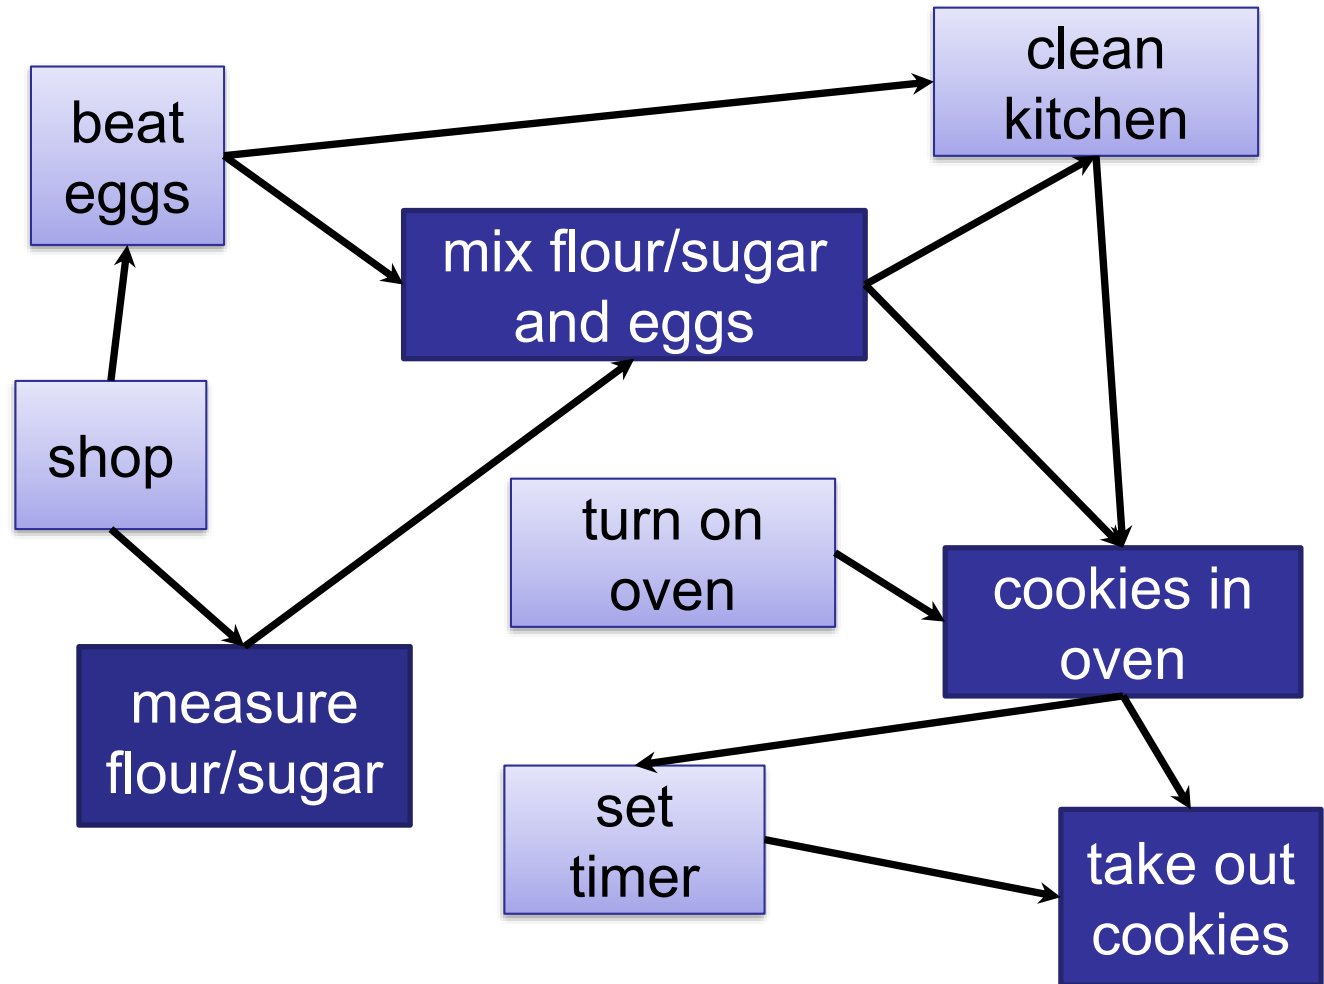 clean
kitchen
beat
eggs
mix flour/sugar
and eggs
shop
turn on
oven
cookies in
oven
measure
flour/sugar
set
timer
take out
cookies